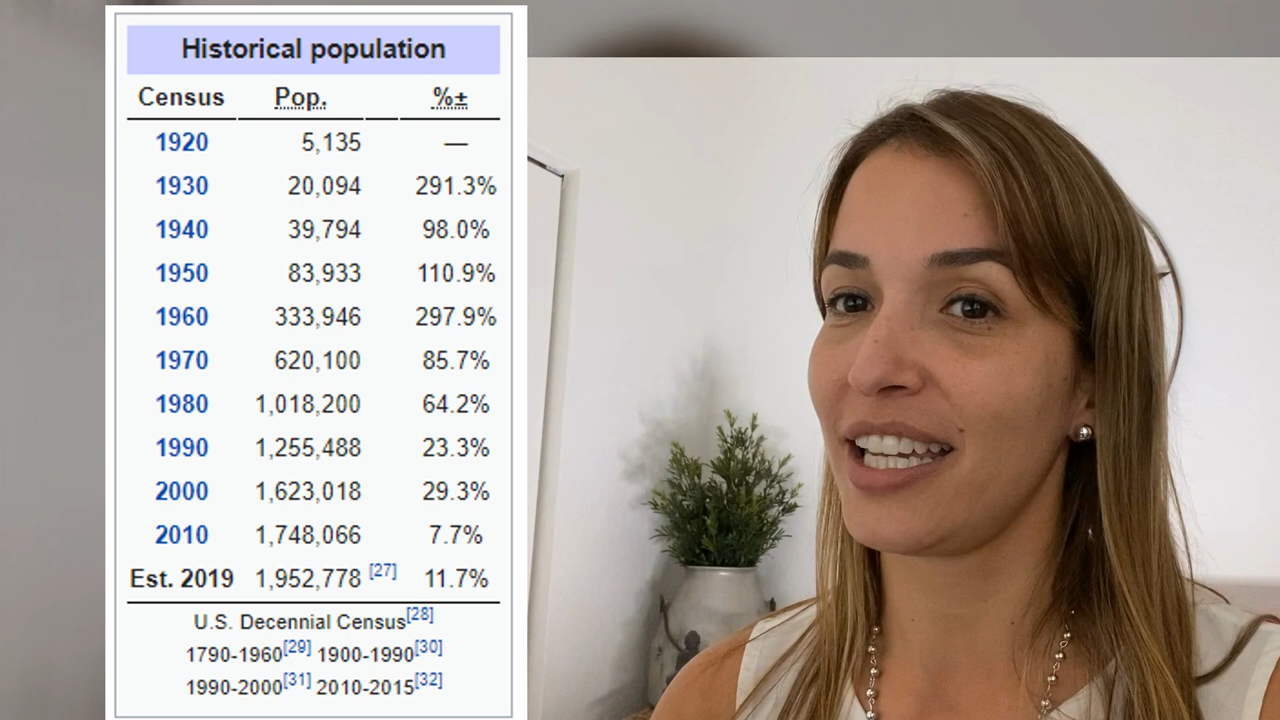 Historical population
Census Pop. %±
1920 5,135 —
1930 20,094 291.3%
1940 39,794 98.0%
1950 83,933 110.9%
1960 333,946 297.9%
1970 620,100 85.7%
1980 1,018,200 64.2%
1990 1,255,488 23.3%
2000 1,623,018 29.3%
2010 1,748,066 7.7%
Est. 2019 1,952,778 [27] 11.7%
U.S. Decennial Census[28]
1790-1960[29] 1900-1990[30]
1990-2000[31] 2010-2015[32]